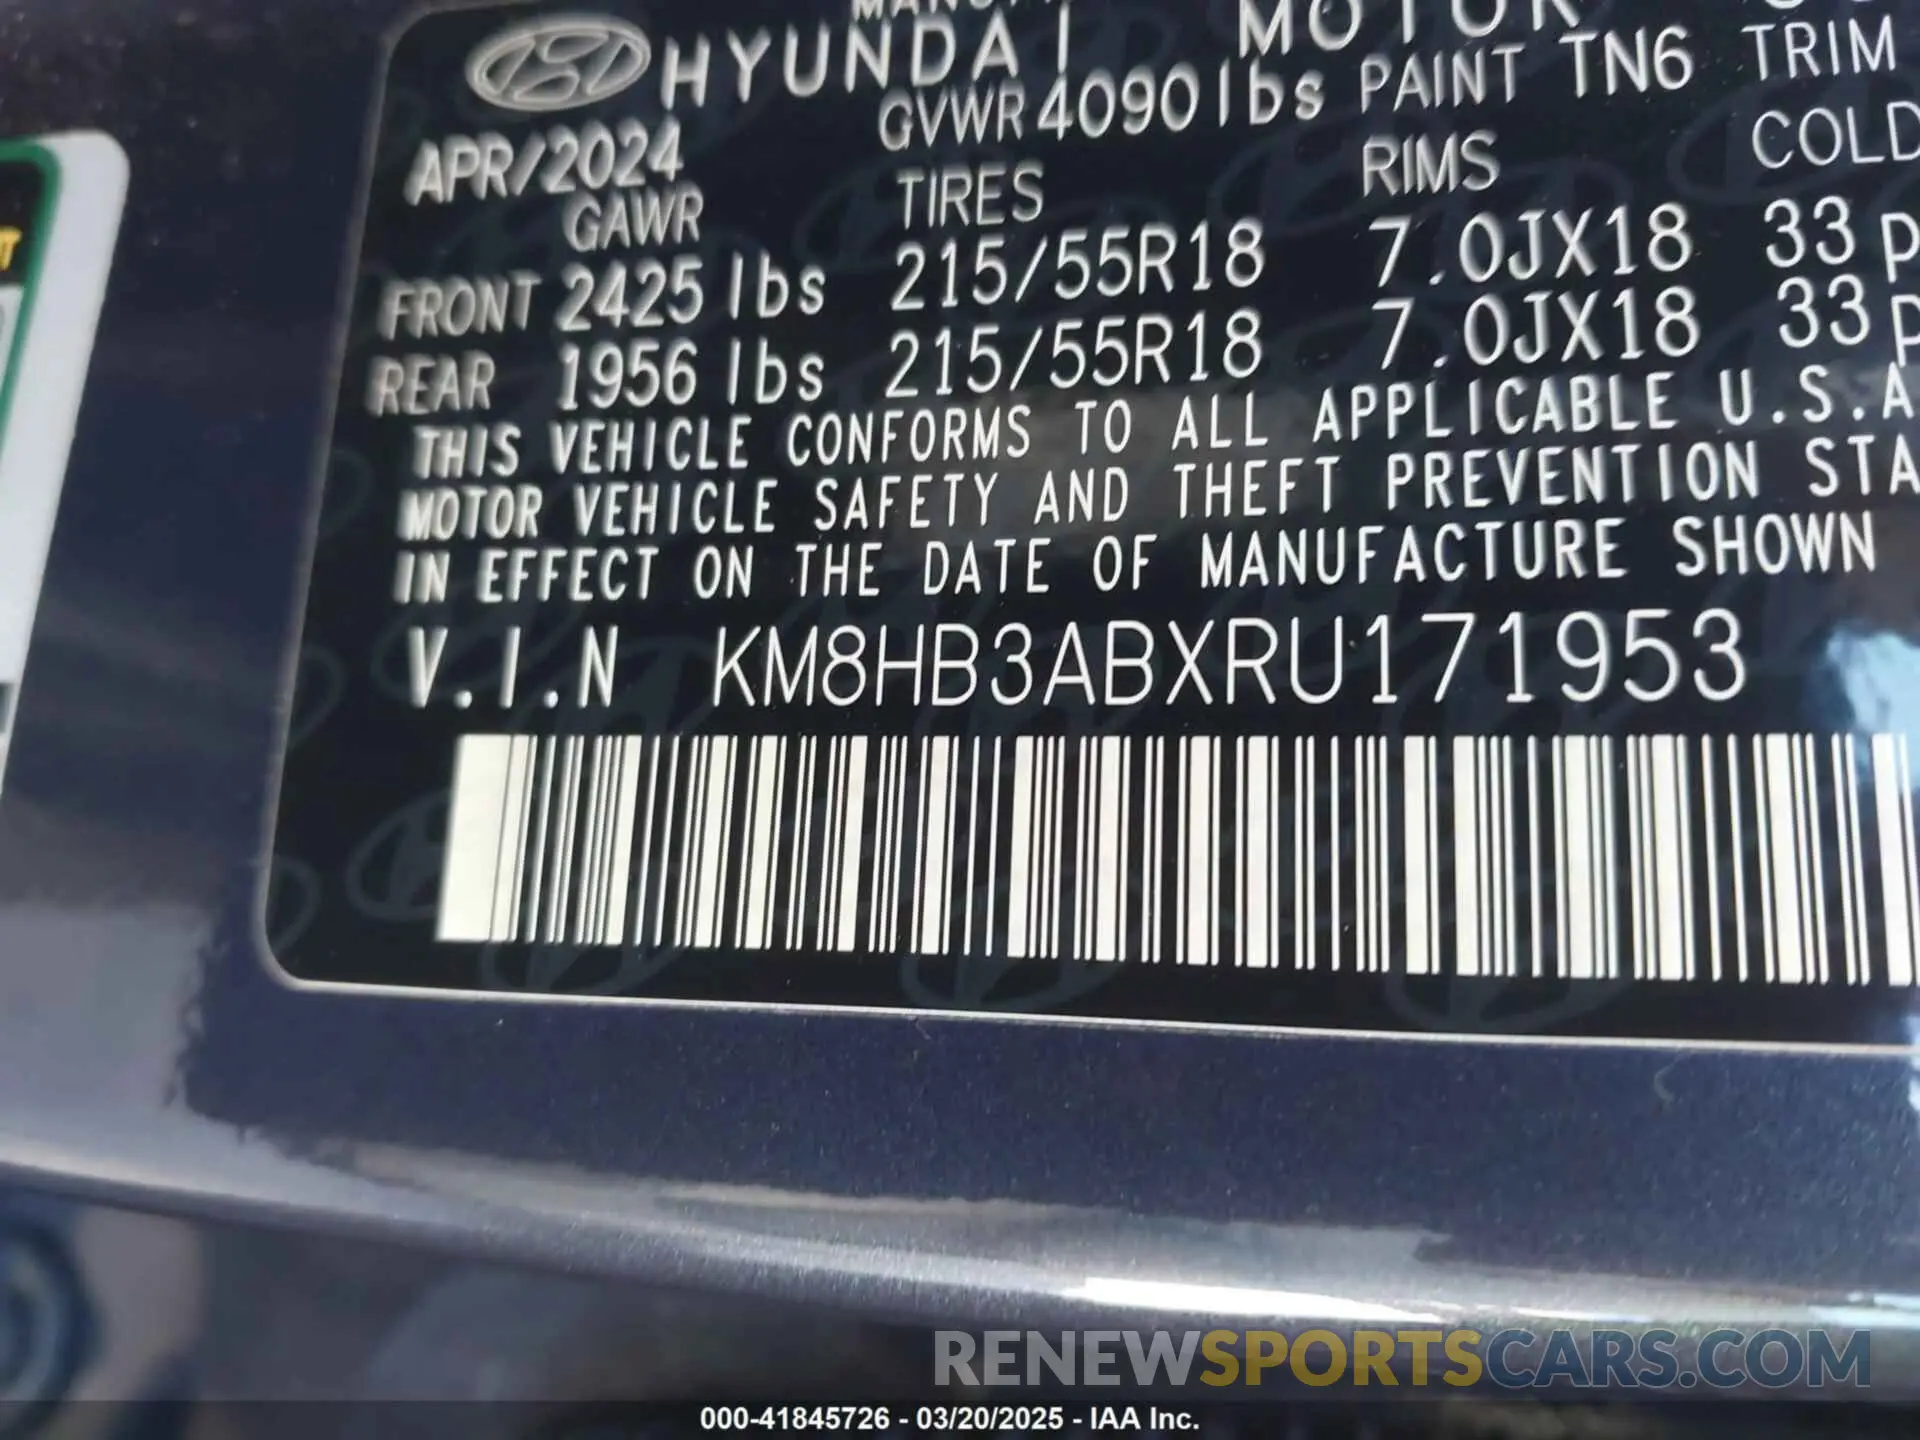 HYUNDAI MOTOR
APR/2024 GVWR 4090 lbs PAINT TN6 TRIM
GAWR TIRES RIMS COLD
FRONT 2425 lbs 215/55R18 7.0JX18 33
REAR 1956 lbs 215/55R18 7.0JX18 33
THIS VEHICLE CONFORMS TO ALL APPLICABLE U.S.A
MOTOR VEHICLE SAFETY AND THEFT PREVENTION STA
IN EFFECT ON THE DATE OF MANUFACTURE SHOWN
V.I.N KM8HB3ABXRU171953
RENEWSPORTSCARS.COM
000-41845726 - 03/20/2025 - IAA Inc.